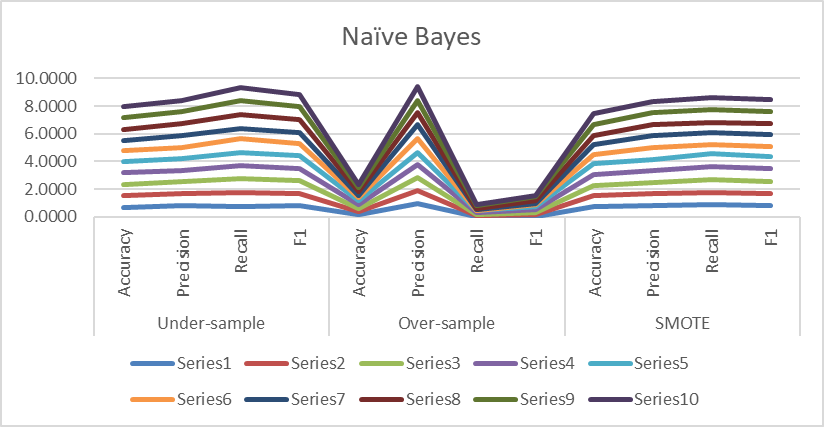 Naïve Bayes
10.0000
8.0000
6.0000
4.0000
2.0000
0.0000
Accuracy
Precision
Recall
F1
Accuracy
Precision
Recall
F1
Accuracy
Precision
Recall
F1
Under-sample
Over-sample
SMOTE
Series1 Series2 Series3 Series4 Series5
Series6 Series7 Series8 Series9 Series10